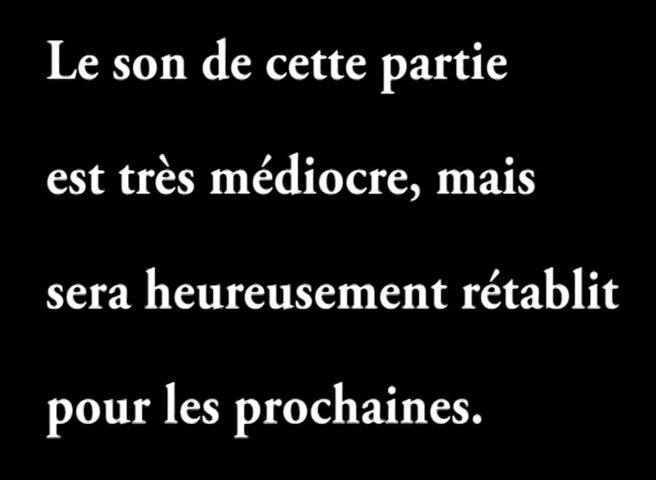 Le son de cette partie
est très médiocre, mais
sera heureusement rétablit
pour les prochaines.